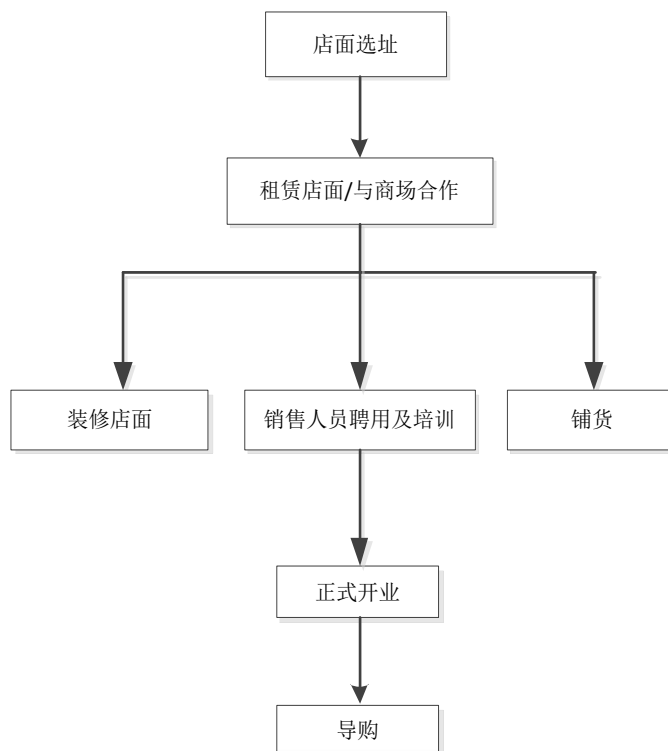 店面选址
租赁店面/与商场合作
装修店面
销售人员聘用及培训
铺货
正式开业
导购